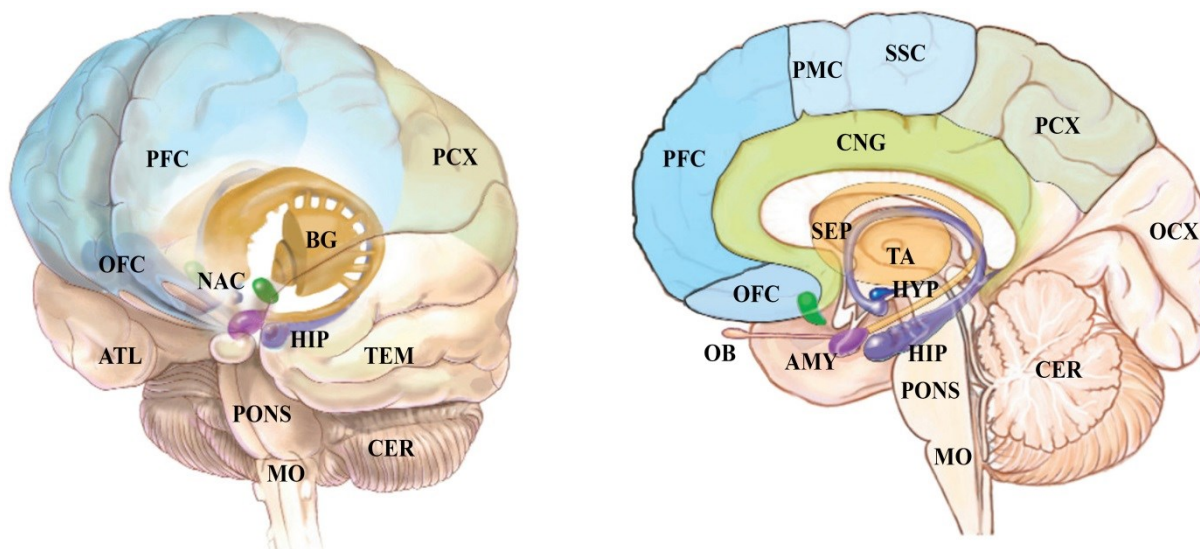 PFC
PCX
BG
OFC
NAC
HIP
ATL
TEM
PONS
CER
MO
PMC
SSC
PFC
CNG
PCX
SEP
OCX
TA
OFC
HYP
OB
AMY
HIP
CER
PONS
MO